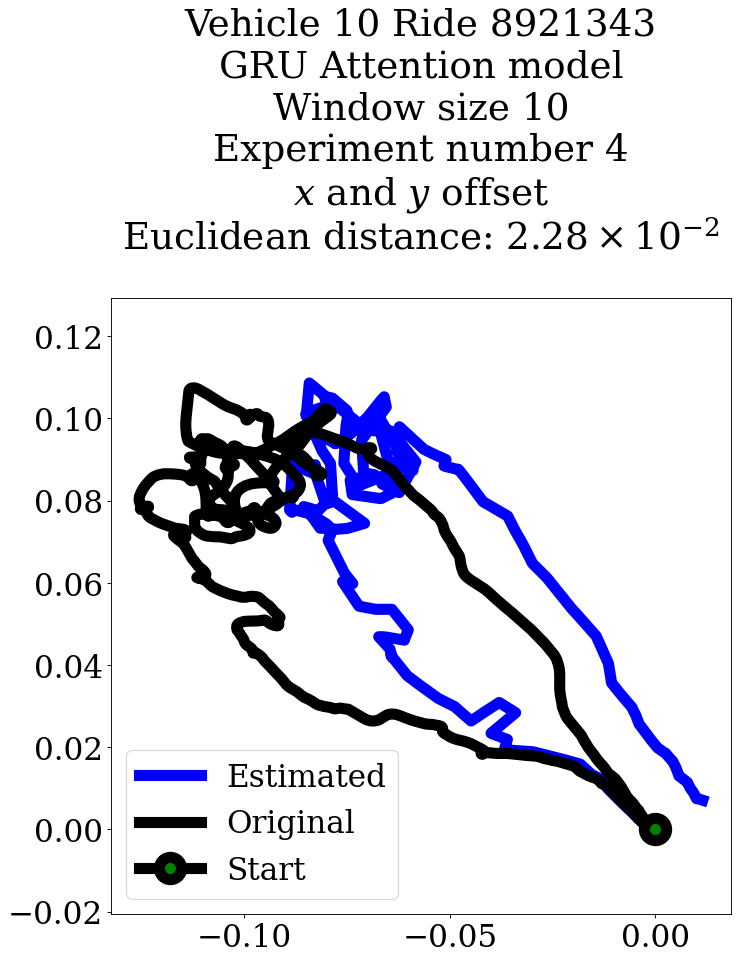 Vehicle 10 Ride 8921343
GRU Attention model
Window size 10
Experiment number 4
x and y offset
Euclidean distance: 2.28 × 10⁻²
0.12
0.10
0.08
0.06
0.04
0.02
0.00
−0.02
Estimated
Original
Start
−0.10
−0.05
0.00